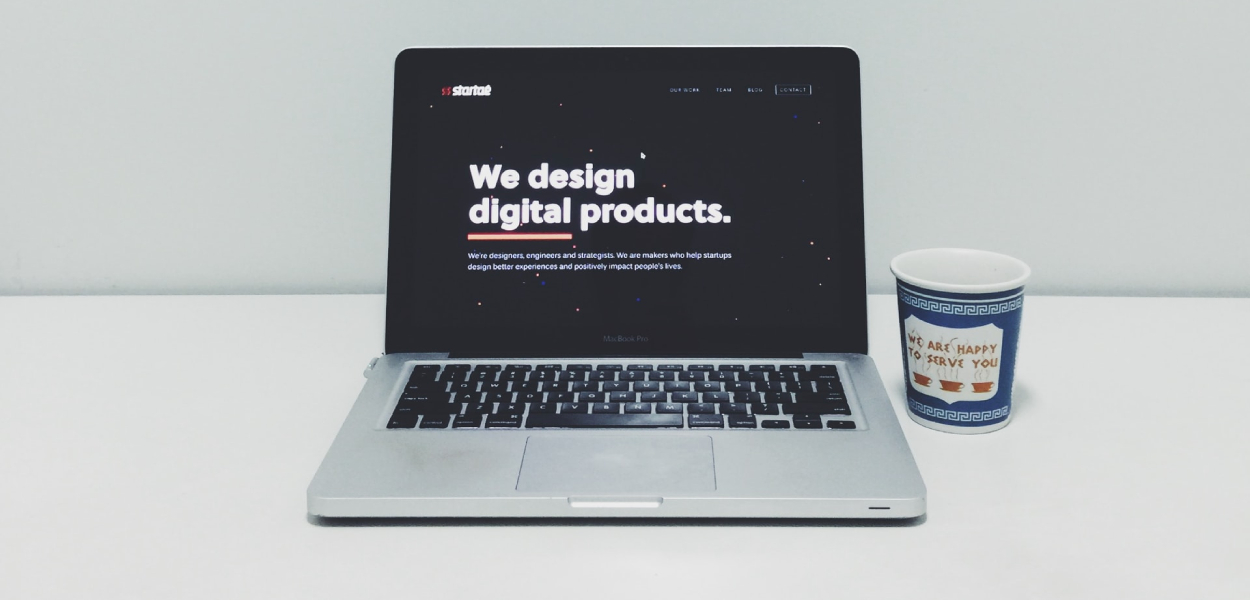 startaê
OUR WORK TEAM BLOG CONTACT
We design
digital products.
We're designers, engineers and strategists. We are makers who help startups
design better experiences and positively impact people's lives.
MacBook Pro
WE ARE HAPPY
TO SERVE YOU